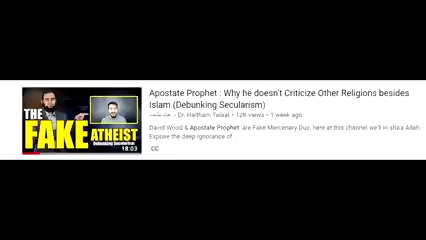 THE
FAKE
ATHEIST
Debunking Secularism
18:03
Apostate Prophet : Why he doesn't Criticize Other Religions besides
Islam (Debunking Secularism)
Dr. Haitham Talaat • 12K views • 1 week ago
David Wood & Apostate Prophet: are Fake Mercenary Duo, here at this channel we'll In sha'a Allah
Expose the deep Ignorance of
CC